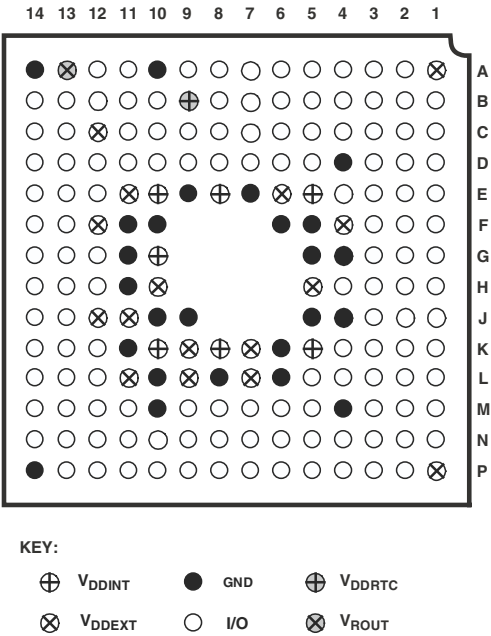 14 13 12 11 10 9 8 7 6 5 4 3 2 1
A
B
C
D
E
F
G
H
J
K
L
M
N
P
KEY:
VDDINT GND VDDRTC
VDDEXT I/O VROUT